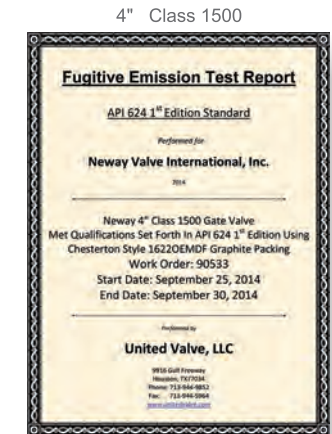 4" Class 1500
Fugitive Emission Test Report
API 624 1st Edition Standard
Performed for
Neway Valve International, Inc.
2014
Neway 4" Class 1500 Gate Valve
Met Qualifications Set Forth In API 624 1st Edition Using
Chesterton Style 1622OEMDF Graphite Packing
Work Order: 90533
Start Date: September 25, 2014
End Date: September 30, 2014
Performed by
United Valve, LLC
9916 Gulf Freeway
Houston, TX77034
Phone: 713-944-9852
Fax: 713-944-5964